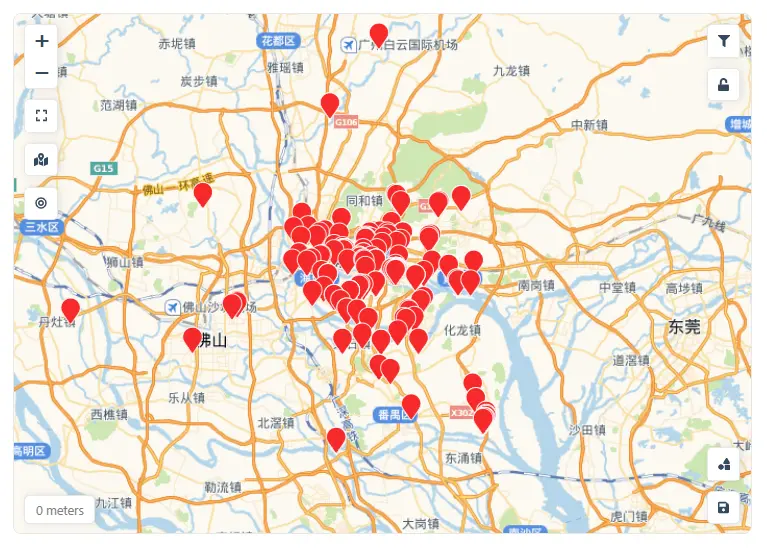 赤坭镇
花都区
广州白云国际机场
雅瑶镇
炭步镇
九龙镇
范湖镇
G106
中新镇
增城
G15
佛山一环高速
同和镇
三水区
广九线
狮山镇
南岗镇
中堂镇
高埗镇
佛山沙
场
丹灶镇
佛山
化龙镇
东莞
道滘镇
乐从镇
西樵镇
北滘镇
番禺区
X302
沙田镇
高明区
东涌镇
勒流镇
九江镇
0 meters
大岗镇
虎门镇
南沙区